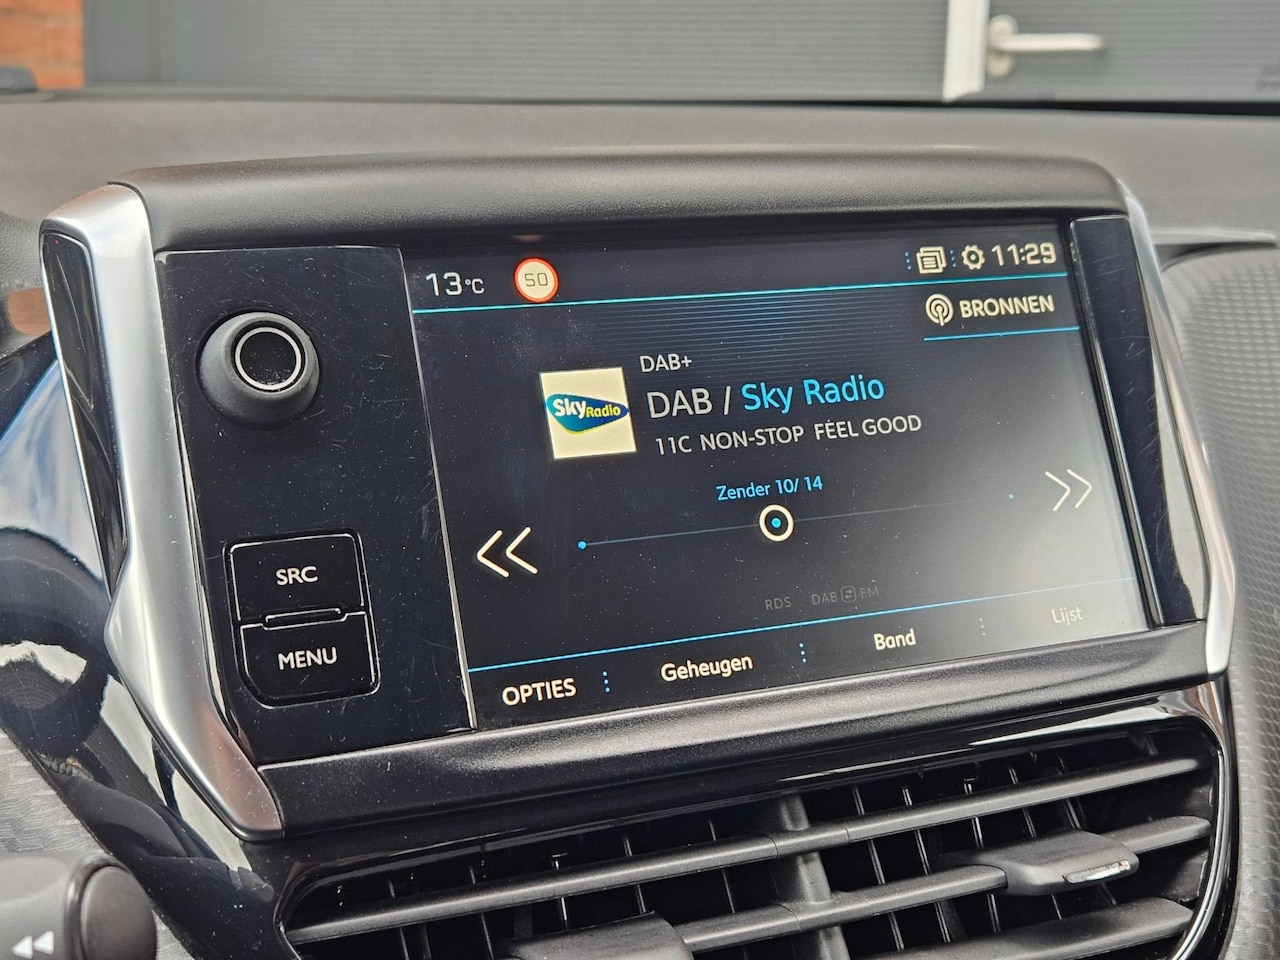 13°C
50
11:29
BRONNEN
DAB+
DAB / Sky Radio
Sky Radio
11C NON-STOP FEEL GOOD
Zender 10/ 14
RDS DAB FM
SRC
MENU
OPTIES
Geheugen
Band
Lijst